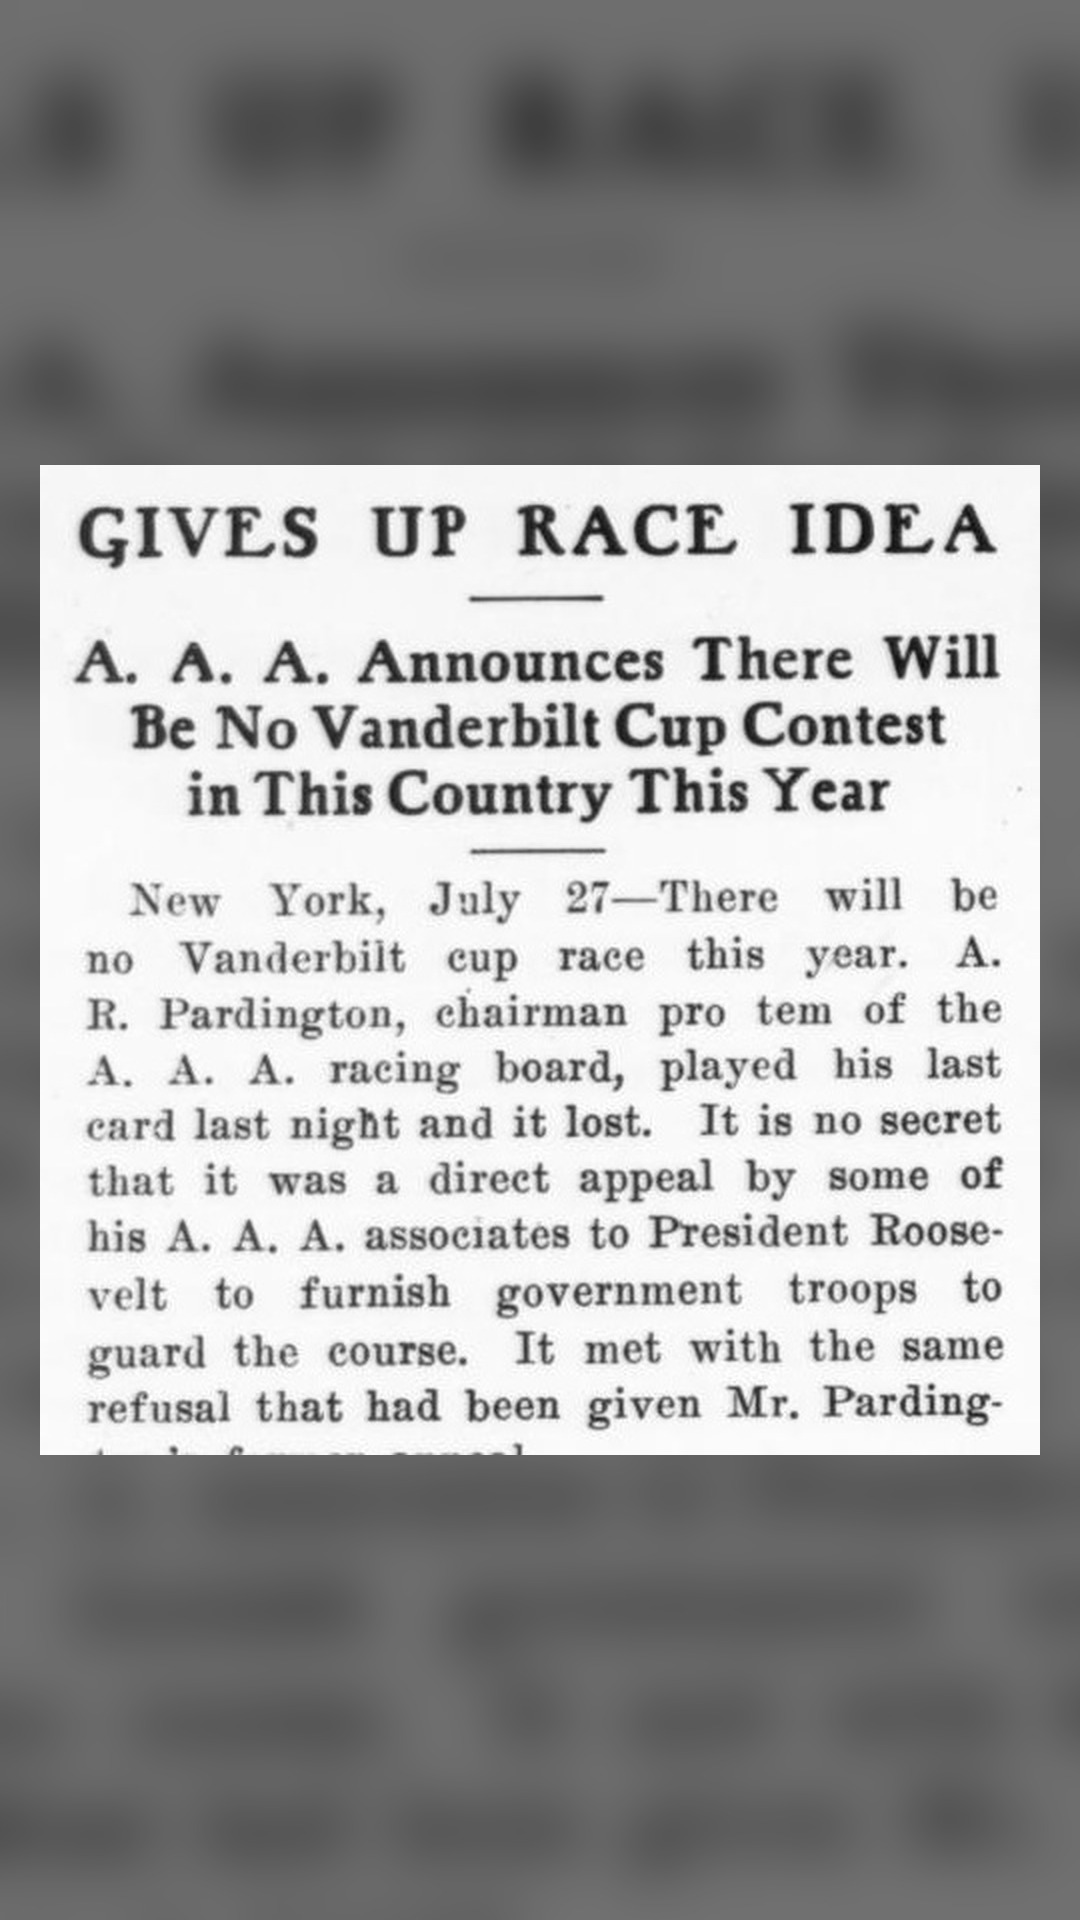 GIVES UP RACE IDEA
A. A. A. Announces There Will
Be No Vanderbilt Cup Contest
in This Country This Year
New York, July 27—There will be
no Vanderbilt cup race this year. A.
R. Pardington, chairman pro tem of the
A. A. A. racing board, played his last
card last night and it lost. It is no secret
that it was a direct appeal by some of
his A. A. A. associates to President Roose-
velt to furnish government troops to
guard the course. It met with the same
refusal that had been given Mr. Parding-